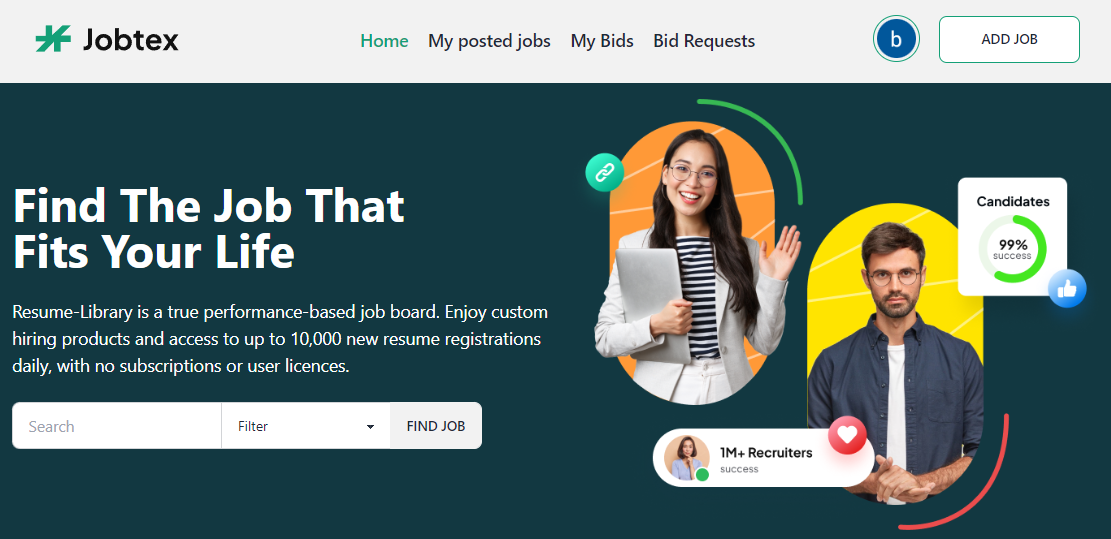 Jobtex
Home My posted jobs My Bids Bid Requests
b
ADD JOB
Find The Job That
Fits Your Life
Resume-Library is a true performance-based job board. Enjoy custom
hiring products and access to up to 10,000 new resume registrations
daily, with no subscriptions or user licences.
Search
Filter
FIND JOB
Candidates
99%
success
1M+ Recruiters
success